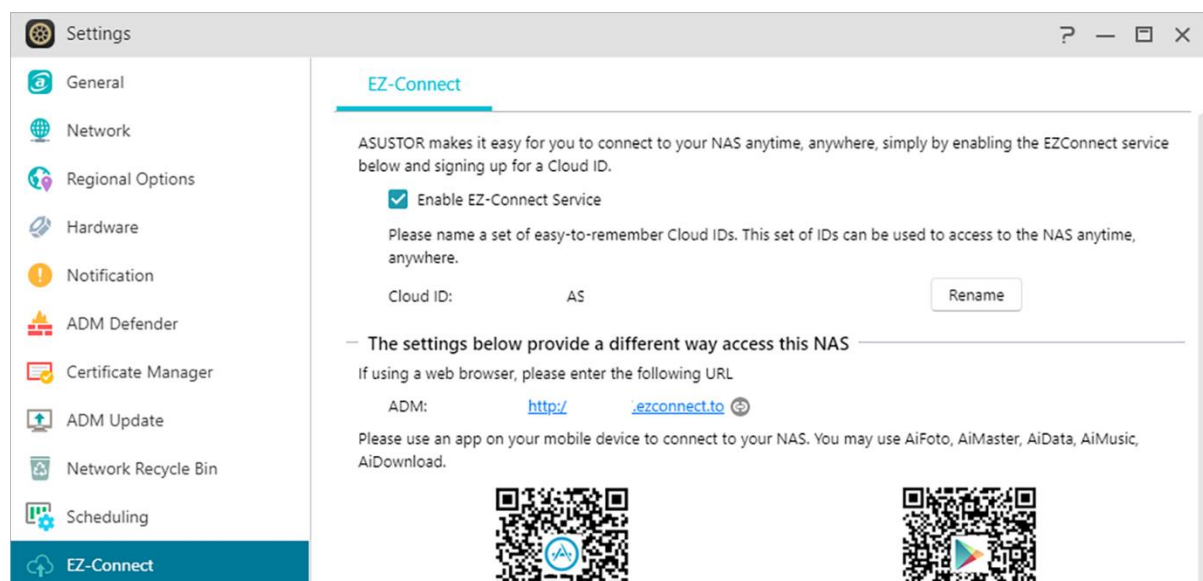 Settings
General
Network
Regional Options
Hardware
Notification
ADM Defender
Certificate Manager
ADM Update
Network Recycle Bin
Scheduling
EZ-Connect
EZ-Connect
ASUSTOR makes it easy for you to connect to your NAS anytime, anywhere, simply by enabling the EZConnect service
below and signing up for a Cloud ID.
Enable EZ-Connect Service
Please name a set of easy-to-remember Cloud IDs. This set of IDs can be used to access to the NAS anytime,
anywhere.
Cloud ID: AS Rename
The settings below provide a different way access this NAS
If using a web browser, please enter the following URL
ADM: http:/ .ezconnect.to
Please use an app on your mobile device to connect to your NAS. You may use AiFoto, AiMaster, AiData, AiMusic,
AiDownload.